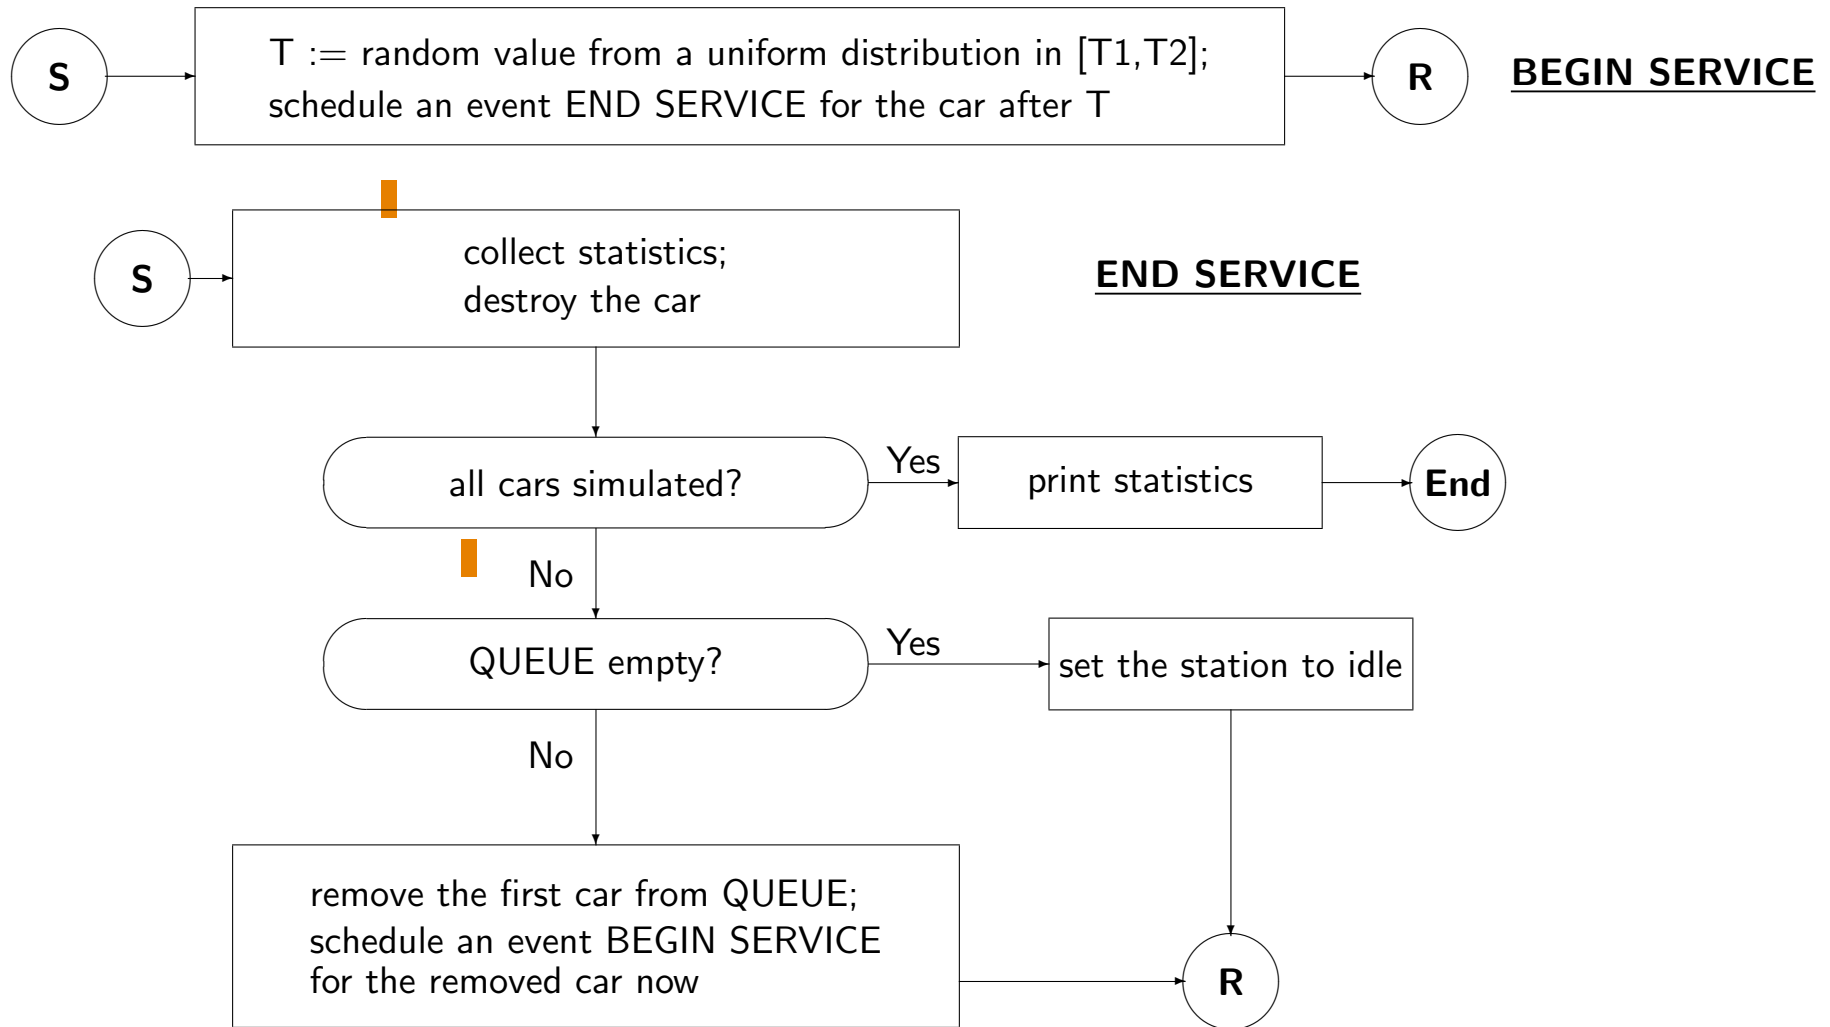 S
T := random value from a uniform distribution in [T1,T2];
schedule an event END SERVICE for the car after T
R
BEGIN SERVICE
S
collect statistics;
destroy the car
END SERVICE
all cars simulated?
Yes
print statistics
End
No
QUEUE empty?
Yes
set the station to idle
No
remove the first car from QUEUE;
schedule an event BEGIN SERVICE
for the removed car now
R